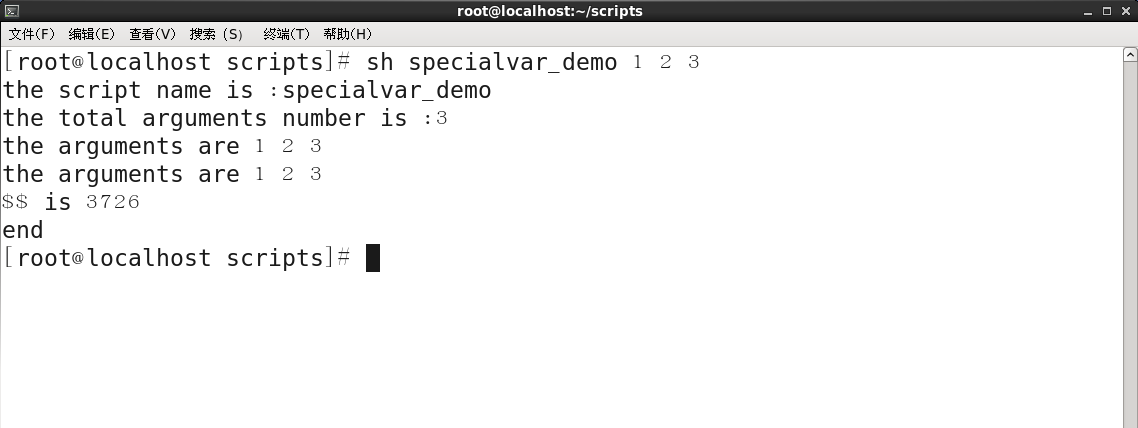 root@localhost:~/scripts
文件(F) 编辑(E) 查看(V) 搜索 (S) 终端(T) 帮助(H)
[root@localhost scripts]# sh specialvar_demo 1 2 3
the script name is :specialvar_demo
the total arguments number is :3
the arguments are 1 2 3
the arguments are 1 2 3
$$ is 3726
end
[root@localhost scripts]#